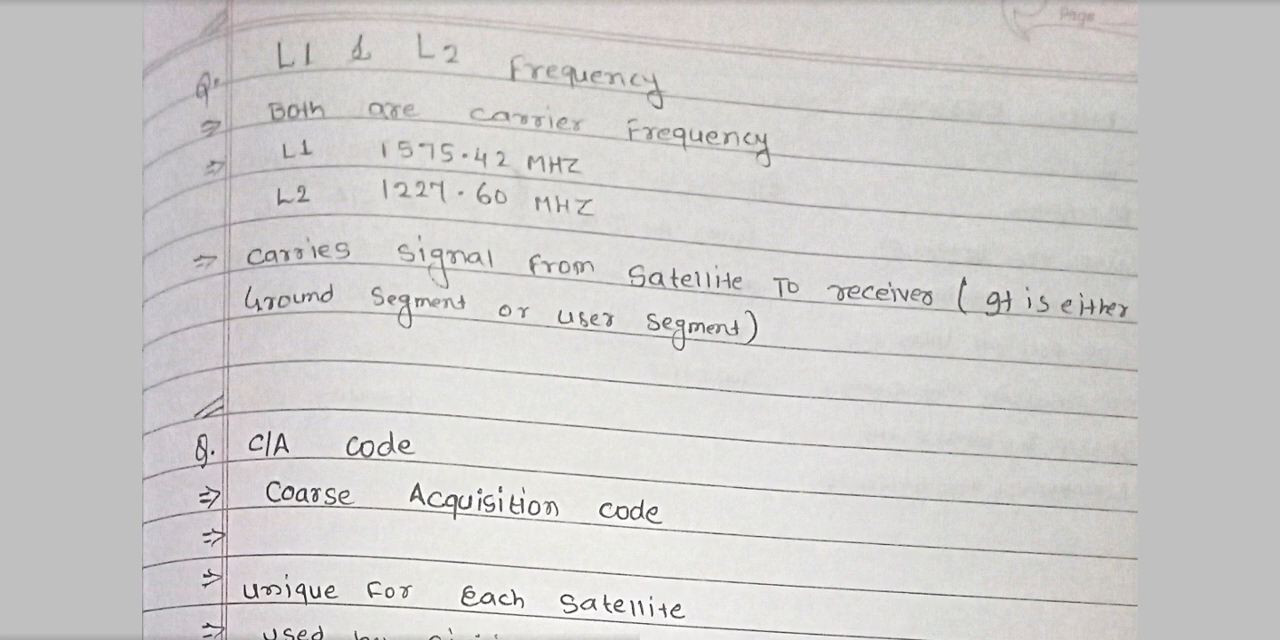 Page
Q. L1 & L2 Frequency
⇒ Both are carrier Frequency
⇒ L1 1575.42 MHZ
L2 1227.60 MHZ
⇒ carries signal from Satellite To receiver (It is either
Ground Segment or user segment)
Q. C/A code
⇒ Coarse Acquisition code
⇒
⇒ unique For Each Satellite
⇒ used